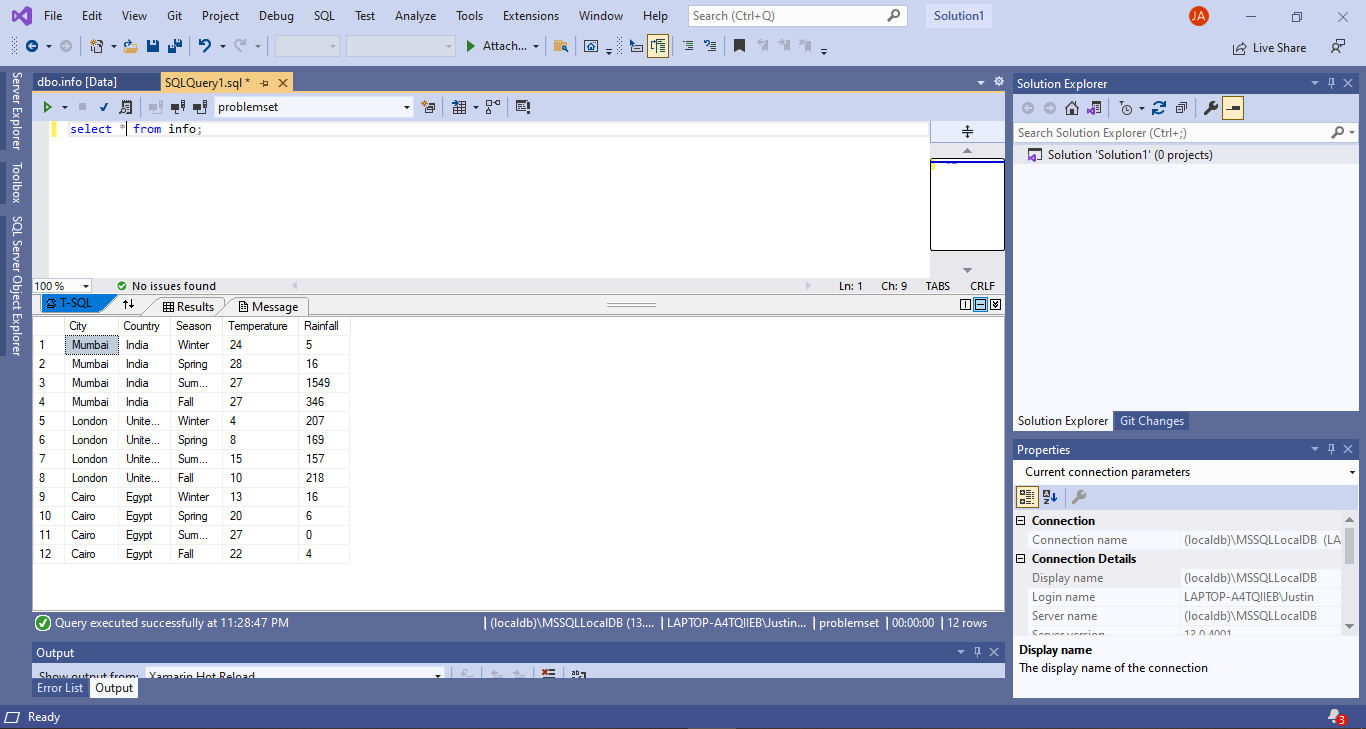 File Edit View Git Project Debug SQL Test Analyze Tools Extensions Window Help Search (Ctrl+Q) Solution1 JA
Attach... Live Share
Server Explorer
Toolbox
SQL Server Object Explorer
dbo.info [Data] SQLQuery1.sql *
problemset
select * from info;
100 % No issues found Ln: 1 Ch: 9 TABS CRLF
T-SQL Results Message
City Country Season Temperature Rainfall
1 Mumbai India Winter 24 5
2 Mumbai India Spring 28 16
3 Mumbai India Sum... 27 1549
4 Mumbai India Fall 27 346
5 London Unite... Winter 4 207
6 London Unite... Spring 8 169
7 London Unite... Sum... 15 157
8 London Unite... Fall 10 218
9 Cairo Egypt Winter 13 16
10 Cairo Egypt Spring 20 6
11 Cairo Egypt Sum... 27 0
12 Cairo Egypt Fall 22 4
Query executed successfully at 11:28:47 PM (localdb)\MSSQLLocalDB (13.... LAPTOP-A4TQIIEB\Justin... problemset 00:00:00 12 rows
Output
Show output from: Xamarin Hot Reload
Error List Output
Solution Explorer
Search Solution Explorer (Ctrl+;)
Solution 'Solution1' (0 projects)
Solution Explorer Git Changes
Properties
Current connection parameters
Connection
Connection name (localdb)\MSSQLLocalDB (LA
Connection Details
Display name (localdb)\MSSQLLocalDB
Login name LAPTOP-A4TQIIEB\Justin
Server name (localdb)\MSSQLLocalDB
Server version 13.0.4001
Display name
The display name of the connection
Ready 3